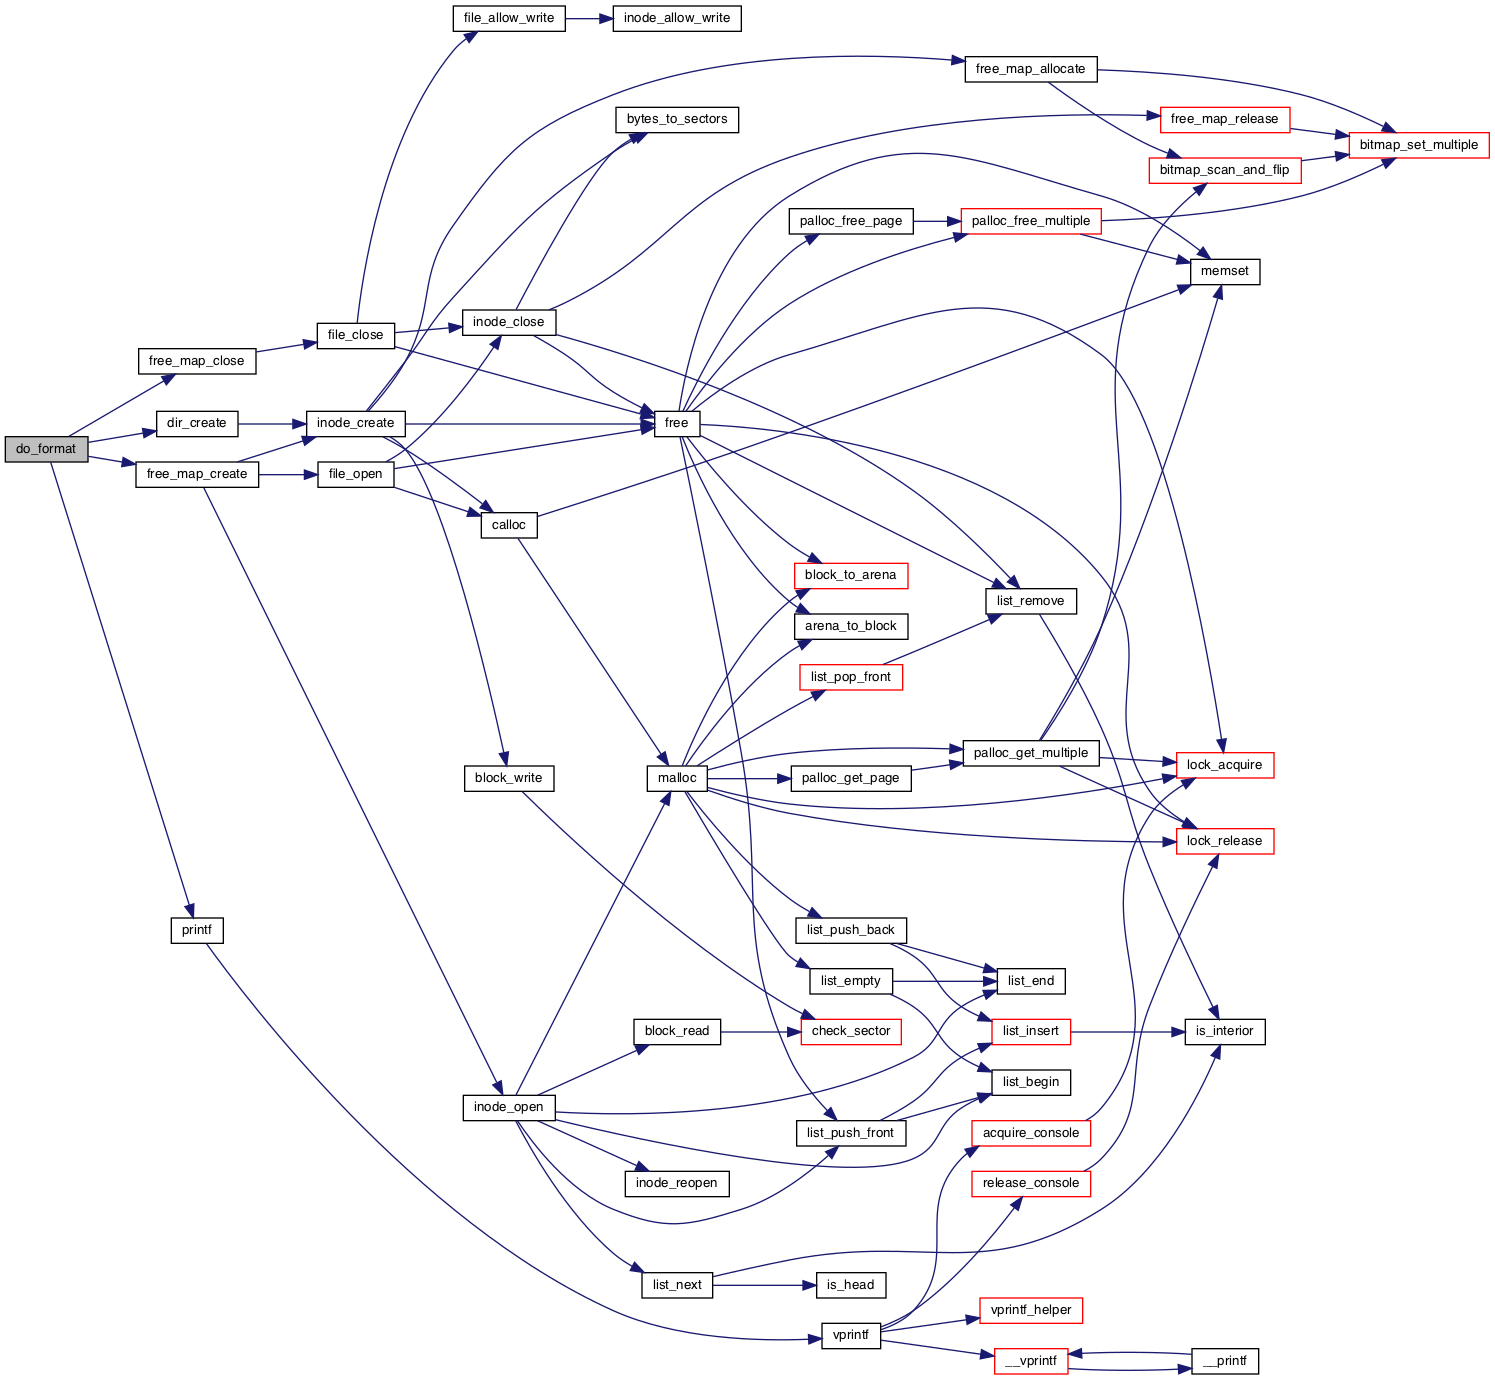 file_allow_write
inode_allow_write
free_map_allocate
bytes_to_sectors
free_map_release
bitmap_set_multiple
bitmap_scan_and_flip
palloc_free_page
palloc_free_multiple
memset
file_close
inode_close
free_map_close
dir_create
inode_create
free
do_format
free_map_create
file_open
calloc
block_to_arena
list_remove
arena_to_block
list_pop_front
palloc_get_multiple
lock_acquire
block_write
malloc
palloc_get_page
lock_release
printf
list_push_back
list_empty
list_end
block_read
check_sector
list_insert
is_interior
list_begin
inode_open
list_push_front
acquire_console
inode_reopen
release_console
list_next
is_head
vprintf_helper
vprintf
__vprintf
__printf